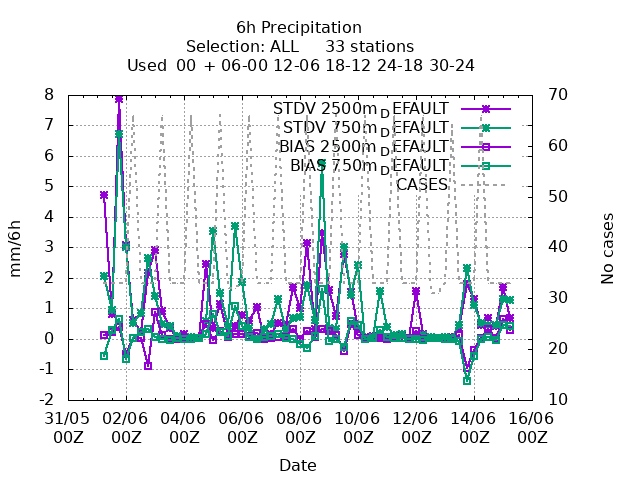 6h Precipitation
Selection: ALL 33 stations
Used 00 + 06-00 12-06 18-12 24-18 30-24
8
7
6
5
4
3
2
1
0
-1
-2
mm/6h
70
60
50
40
30
20
10
No cases
STDV 2500m_DEFAULT
STDV 750m_DEFAULT
BIAS 2500m_DEFAULT
BIAS 750m_DEFAULT
CASES
31/05 02/06 04/06 06/06 08/06 10/06 12/06 14/06 16/06
00Z 00Z 00Z 00Z 00Z 00Z 00Z 00Z 00Z
Date